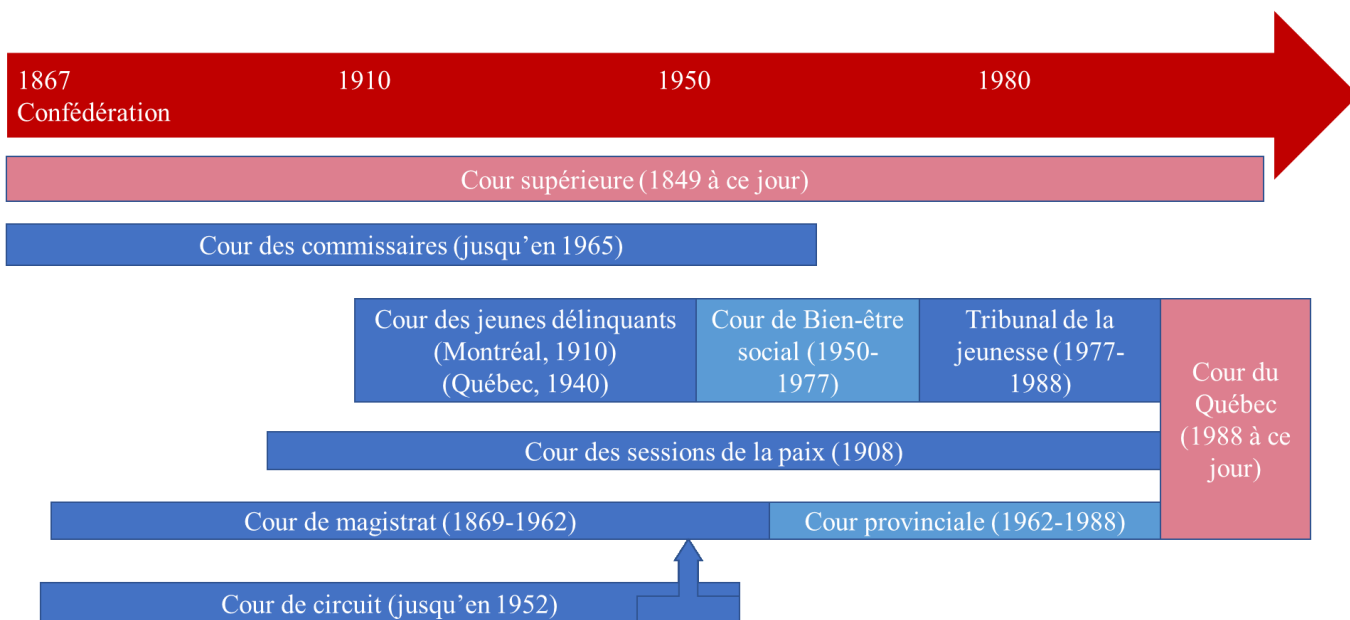 1867 1910 1950 1980
Confédération
Cour supérieure (1849 à ce jour)
Cour des commissaires (jusqu’en 1965)
Cour des jeunes délinquants
(Montréal, 1910)
(Québec, 1940)
Cour de Bien-être
social (1950-
1977)
Tribunal de la
jeunesse (1977-
1988)
Cour du
Québec
(1988 à ce
jour)
Cour des sessions de la paix (1908)
Cour de magistrat (1869-1962)
Cour provinciale (1962-1988)
Cour de circuit (jusqu’en 1952)